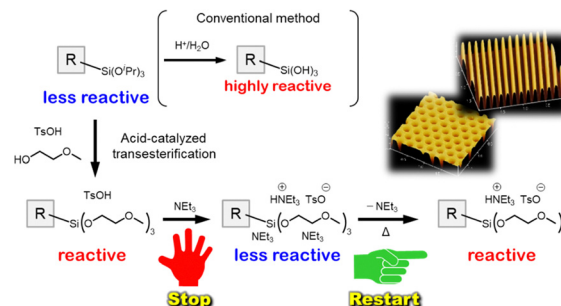 Conventional method
R
Si(OⁱPr)₃
H⁺/H₂O
R
Si(OH)₃
less reactive
highly reactive
TsOH
HO
O
Acid-catalyzed
transesterification
TsOH
R
Si(O
O
)₃
NEt₃
⊕
⊖
HNEt₃ TsO
R
Si(O
O
)₃
NEt₃
NEt₃
− NEt₃
Δ
⊕
⊖
HNEt₃ TsO
R
Si(O
O
)₃
reactive
less reactive
reactive
Stop
Restart